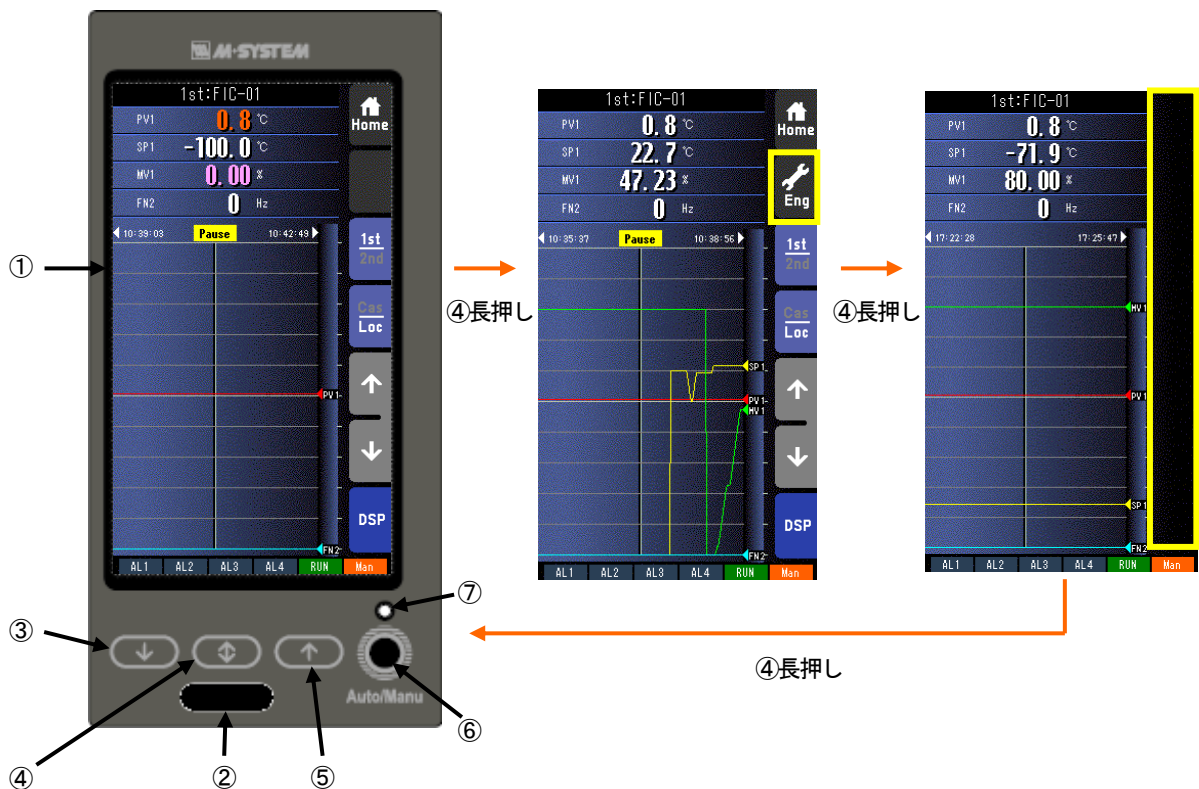 M-SYSTEM
1st:FIC-01
PV1 0.8 ℃
SP1 -100.0 ℃
MV1 0.00 %
FN2 0 Hz
10:39:03 Pause 10:42:49
PV1
FN2
AL1 AL2 AL3 AL4 RUN Man
Home
1st
2nd
Cas
Loc
↑
↓
DSP
①
④長押し
1st:FIC-01
PV1 0.8 ℃
SP1 22.7 ℃
MV1 47.23 %
FN2 0 Hz
10:35:37 Pause 10:38:56
SP1
PV1
MV1
FN2
AL1 AL2 AL3 AL4 RUN Man
Home
Eng
1st
2nd
Cas
Loc
↑
↓
DSP
④長押し
1st:FIC-01
PV1 0.8 ℃
SP1 -71.9 ℃
MV1 80.00 %
FN2 0 Hz
17:22:28 17:25:47
MV1
PV1
SP1
FN2
AL1 AL2 AL3 AL4 RUN Man
④長押し
⑦
③
↓ ↕ ↑
Auto/Manu
⑥
④ ② ⑤